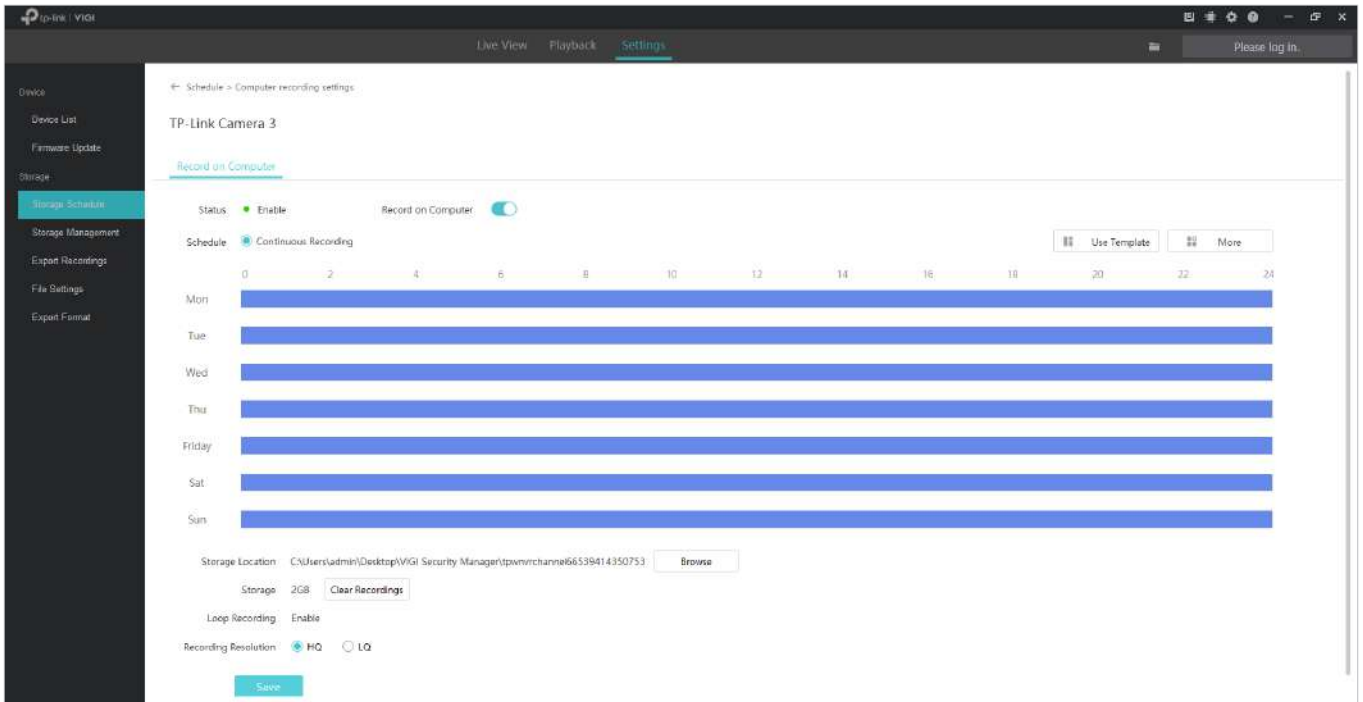 tp-link | VIGI
Live View Playback Settings
Please log in.
Device
Device List
Firmware Update
Storage
Storage Schedule
Storage Management
Export Recordings
File Settings
Export Format
← Schedule > Computer recording settings
TP-Link Camera 3
Record on Computer
Status Enable Record on Computer
Schedule Continuous Recording Use Template More
0 2 4 6 8 10 12 14 16 18 20 22 24
Mon
Tue
Wed
Thu
Friday
Sat
Sun
Storage Location C:\Users\admin\Desktop\VIGI Security Manager\tpwnvrchannel66539414350753 Browse
Storage 2GB Clear Recordings
Loop Recording Enable
Recording Resolution HQ LQ
Save